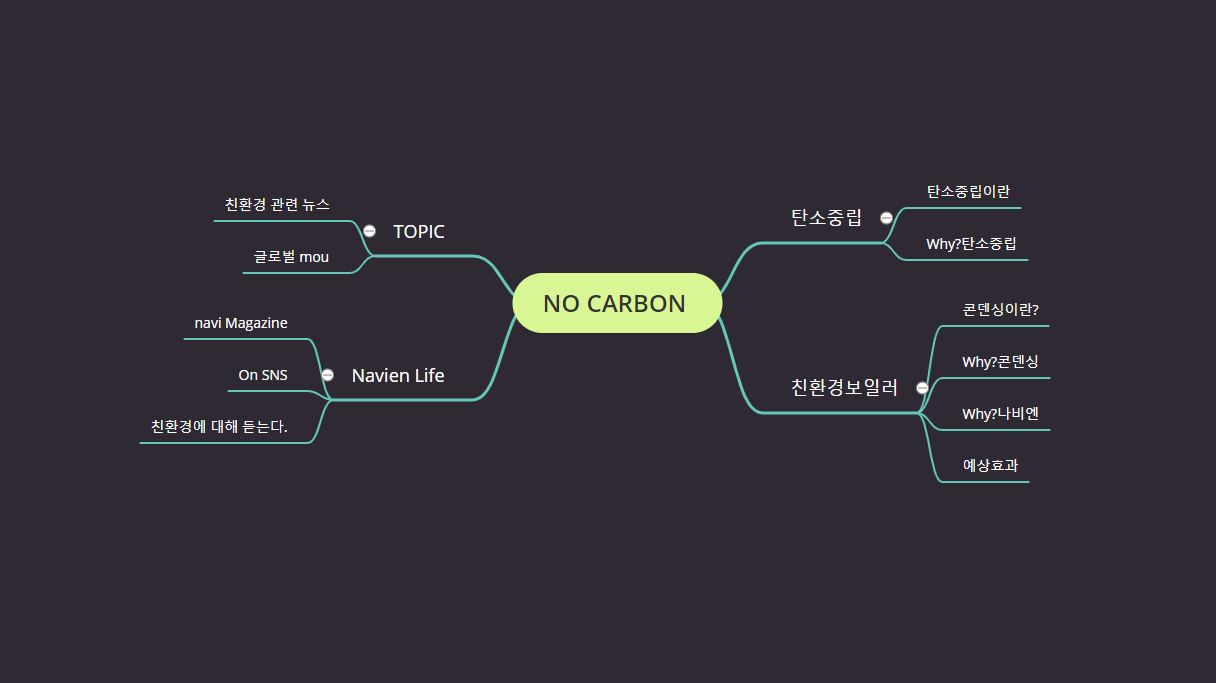 NO CARBON
TOPIC
친환경 관련 뉴스
글로벌 mou
Navien Life
navi Magazine
On SNS
친환경에 대해 듣는다.
탄소중립
탄소중립이란
Why?탄소중립
친환경보일러
콘덴싱이란?
Why?콘덴싱
Why?나비엔
예상효과